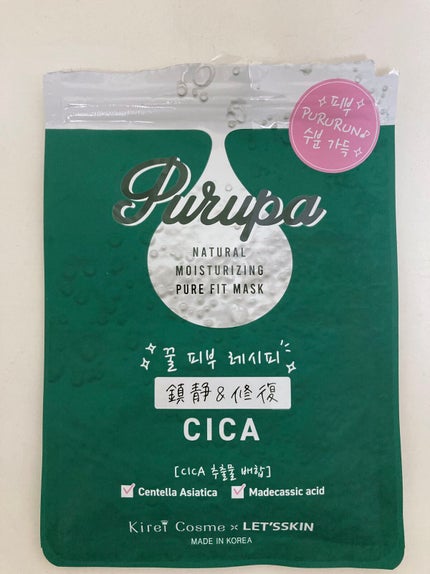 피부
PURURUN♪
수분 가득
Purupa
NATURAL
MOISTURIZING
PURE FIT MASK
꿀 피부 레시피
鎮静&修復
CICA
[CICA 추출물 배합]
Centella Asiatica Madecassic acid
Kirei Cosme × LET'SSKIN
MADE IN KOREA